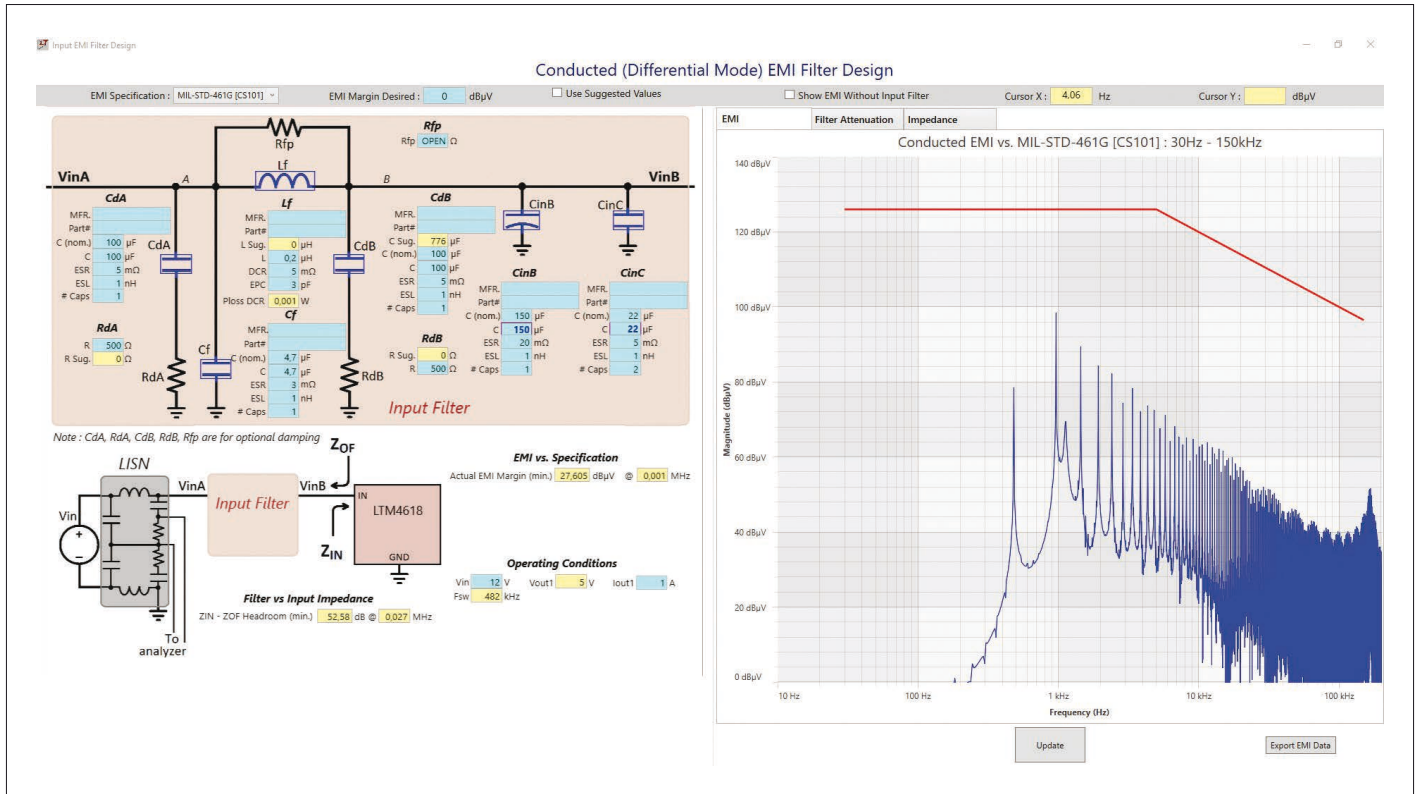 LT Input EMI Filter Design
Conducted (Differential Mode) EMI Filter Design
EMI Specification : MIL-STD-461G [CS101] EMI Margin Desired : 0 dBµV Use Suggested Values Show EMI Without Input Filter Cursor X : 4.06 Hz Cursor Y : dBµV
Rfp
Rfp OPEN Ω
Rfp
Lf
VinA A B VinB
CdA
MFR.
Part#
C (nom.) 100 µF
C 100 µF
ESR 5 mΩ
ESL 1 nH
# Caps 1
CdA
RdA
R 500 Ω
R Sug. 0 Ω
RdA
Cf
Lf
MFR.
Part#
L Sug. 0 µH
L 0,2 µH
DCR 5 mΩ
EPC 3 pF
Ploss DCR 0,001 W
Cf
MFR.
Part#
C (nom.) 4,7 µF
C 4,7 µF
ESR 3 mΩ
ESL 1 nH
# Caps 1
CdB
RdB
CdB
MFR.
Part#
C Sug. 776 µF
C (nom.) 100 µF
C 100 µF
ESR 5 mΩ
ESL 1 nH
# Caps 1
RdB
R Sug. 0 Ω
R 500 Ω
CinB
CinC
CinB
MFR.
Part#
C (nom.) 150 µF
C 150 µF
ESR 20 mΩ
ESL 1 nH
# Caps 1
CinC
MFR.
Part#
C (nom.) 22 µF
C 22 µF
ESR 5 mΩ
ESL 1 nH
# Caps 2
Input Filter
Note : CdA, RdA, CdB, RdB, Rfp are for optional damping
LISN
Vin
+
−
To
analyzer
VinA
Input Filter
VinB
ZOF
ZIN
IN
LTM4618
GND
EMI vs. Specification
Actual EMI Margin (min.) 27,605 dBµV @ 0,001 MHz
Operating Conditions
Vin 12 V Vout1 5 V Iout1 1 A
Fsw 482 kHz
Filter vs Input Impedance
ZIN - ZOF Headroom (min.) 52,58 dB @ 0,027 MHz
EMI Filter Attenuation Impedance
Conducted EMI vs. MIL-STD-461G [CS101] : 30Hz - 150kHz
Magnitude (dBµV)
140 dBµV
120 dBµV
100 dBµV
80 dBµV
60 dBµV
40 dBµV
20 dBµV
0 dBµV
10 Hz 100 Hz 1 kHz 10 kHz 100 kHz
Frequency (Hz)
Update
Export EMI Data